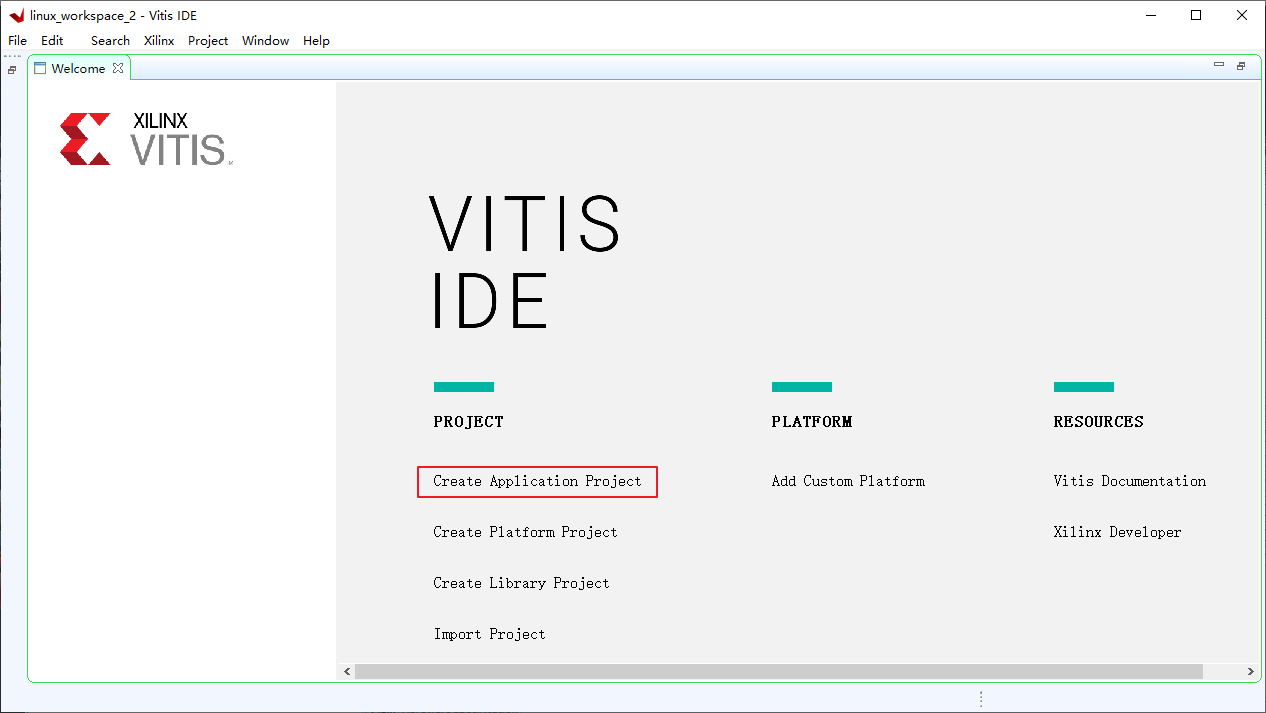 linux_workspace_2 - Vitis IDE
File Edit Search Xilinx Project Window Help
Welcome
XILINX
VITIS
VITIS
IDE
PROJECT PLATFORM RESOURCES
Create Application Project Add Custom Platform Vitis Documentation
Create Platform Project Xilinx Developer
Create Library Project
Import Project